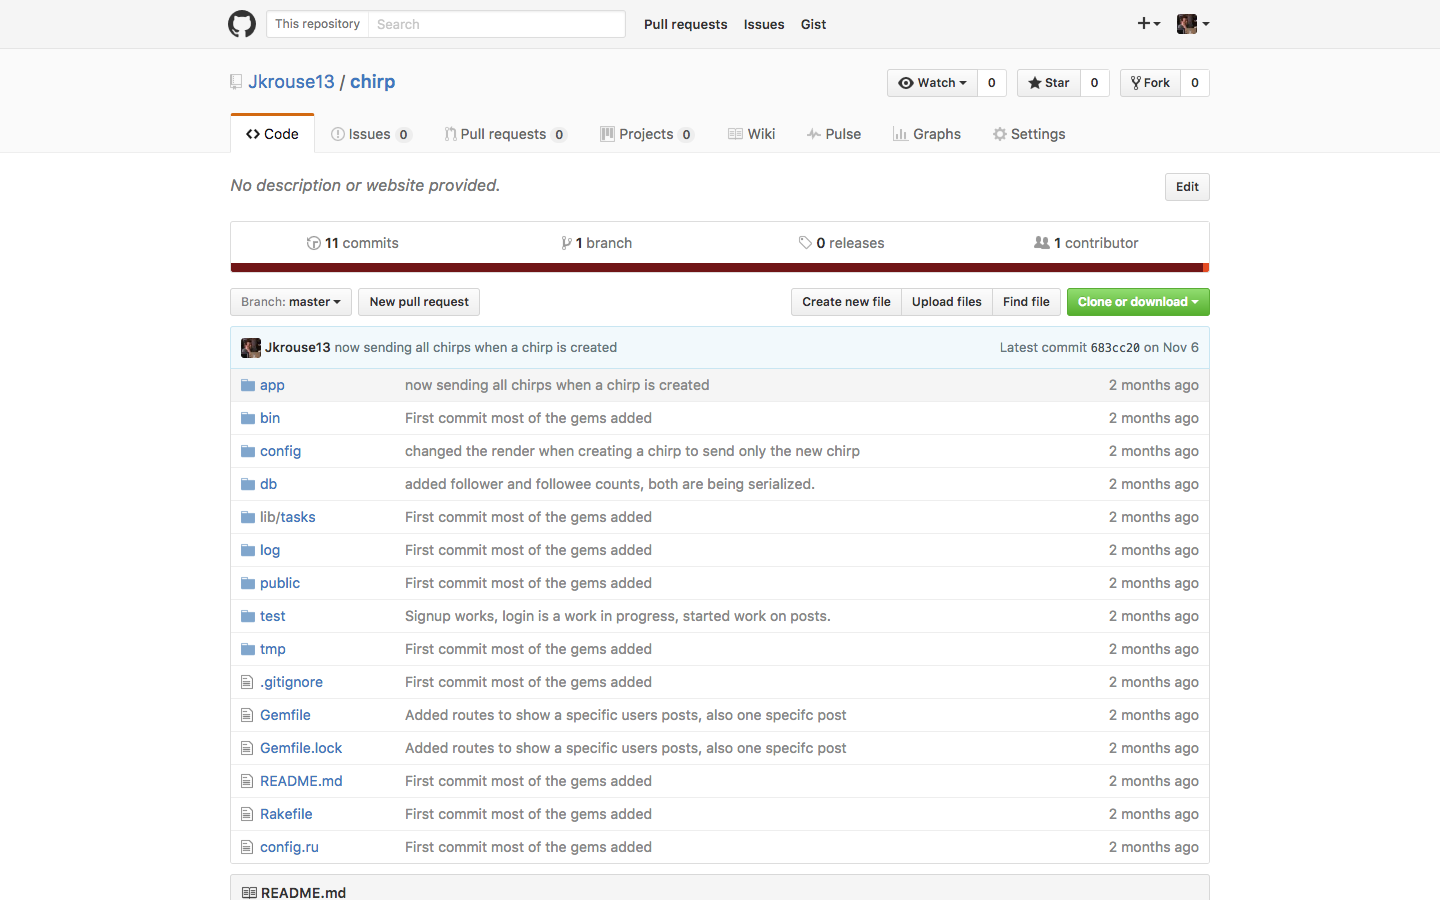 This repository Search Pull requests Issues Gist
Jkrouse13 / chirp Watch 0 Star 0 Fork 0
Code Issues 0 Pull requests 0 Projects 0 Wiki Pulse Graphs Settings
No description or website provided. Edit
11 commits 1 branch 0 releases 1 contributor
Branch: master New pull request Create new file Upload files Find file Clone or download
Jkrouse13 now sending all chirps when a chirp is created Latest commit 683cc20 on Nov 6
app now sending all chirps when a chirp is created 2 months ago
bin First commit most of the gems added 2 months ago
config changed the render when creating a chirp to send only the new chirp 2 months ago
db added follower and followee counts, both are being serialized. 2 months ago
lib/tasks First commit most of the gems added 2 months ago
log First commit most of the gems added 2 months ago
public First commit most of the gems added 2 months ago
test Signup works, login is a work in progress, started work on posts. 2 months ago
tmp First commit most of the gems added 2 months ago
.gitignore First commit most of the gems added 2 months ago
Gemfile Added routes to show a specific users posts, also one specifc post 2 months ago
Gemfile.lock Added routes to show a specific users posts, also one specifc post 2 months ago
README.md First commit most of the gems added 2 months ago
Rakefile First commit most of the gems added 2 months ago
config.ru First commit most of the gems added 2 months ago
README.md